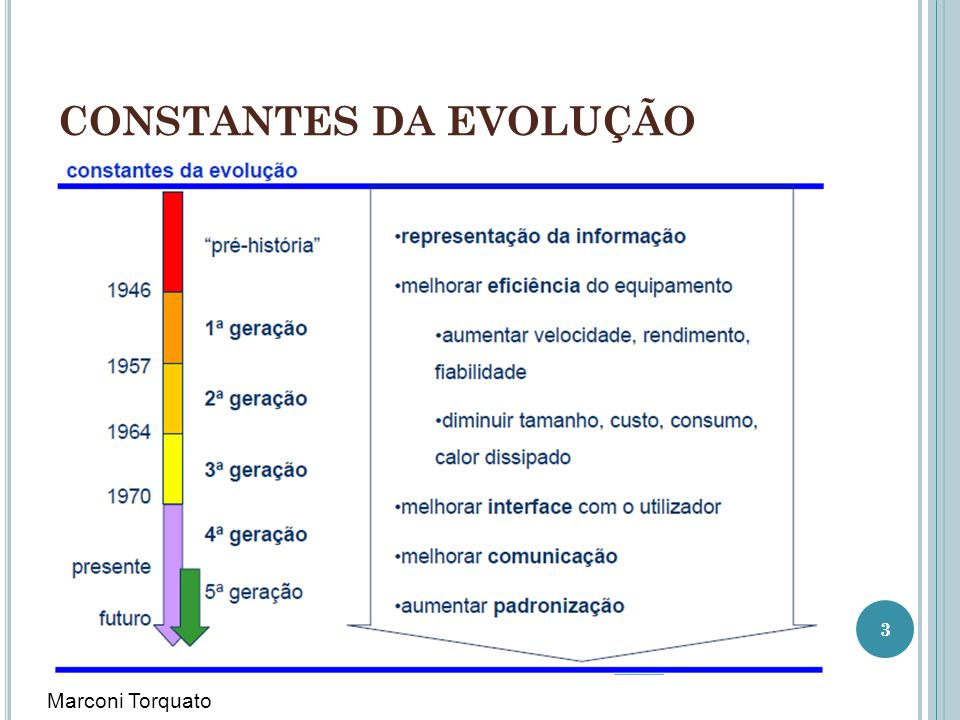 CONSTANTES DA EVOLUÇÃO
constantes da evolução
“pré-história”
1946
1ª geração
1957
2ª geração
1964
3ª geração
1970
4ª geração
presente
5ª geração
futuro
•representação da informação
•melhorar eficiência do equipamento
•aumentar velocidade, rendimento,
fiabilidade
•diminuir tamanho, custo, consumo,
calor dissipado
•melhorar interface com o utilizador
•melhorar comunicação
•aumentar padronização
3
Marconi Torquato